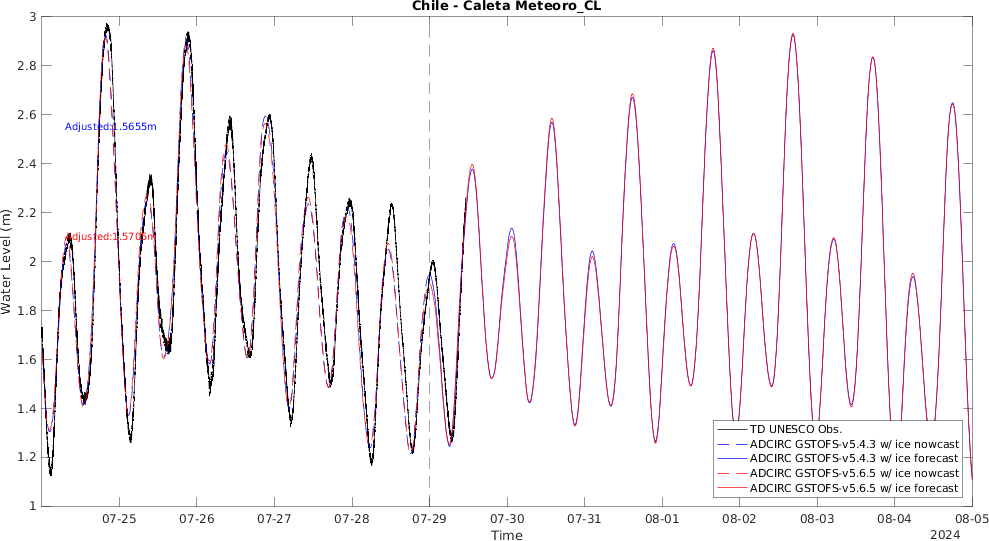 Chile - Caleta Meteoro_CL
3
2.8
2.6
2.4
2.2
2
1.8
1.6
1.4
1.2
1
Water Level (m)
Adjusted:1.5655m
Adjusted:1.5705m
TD UNESCO Obs.
ADCIRC GSTOFS-v5.4.3 w/ ice nowcast
ADCIRC GSTOFS-v5.4.3 w/ ice forecast
ADCIRC GSTOFS-v5.6.5 w/ ice nowcast
ADCIRC GSTOFS-v5.6.5 w/ ice forecast
07-25 07-26 07-27 07-28 07-29 07-30 07-31 08-01 08-02 08-03 08-04 08-05
Time
2024